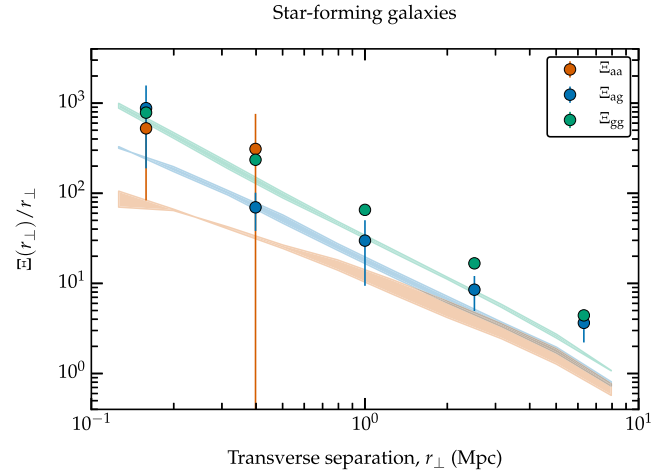 Star-forming galaxies
Ξ(r⊥)/r⊥
10³
10²
10¹
10⁰
Ξaa
Ξag
Ξgg
10⁻¹
10⁰
10¹
Transverse separation, r⊥ (Mpc)